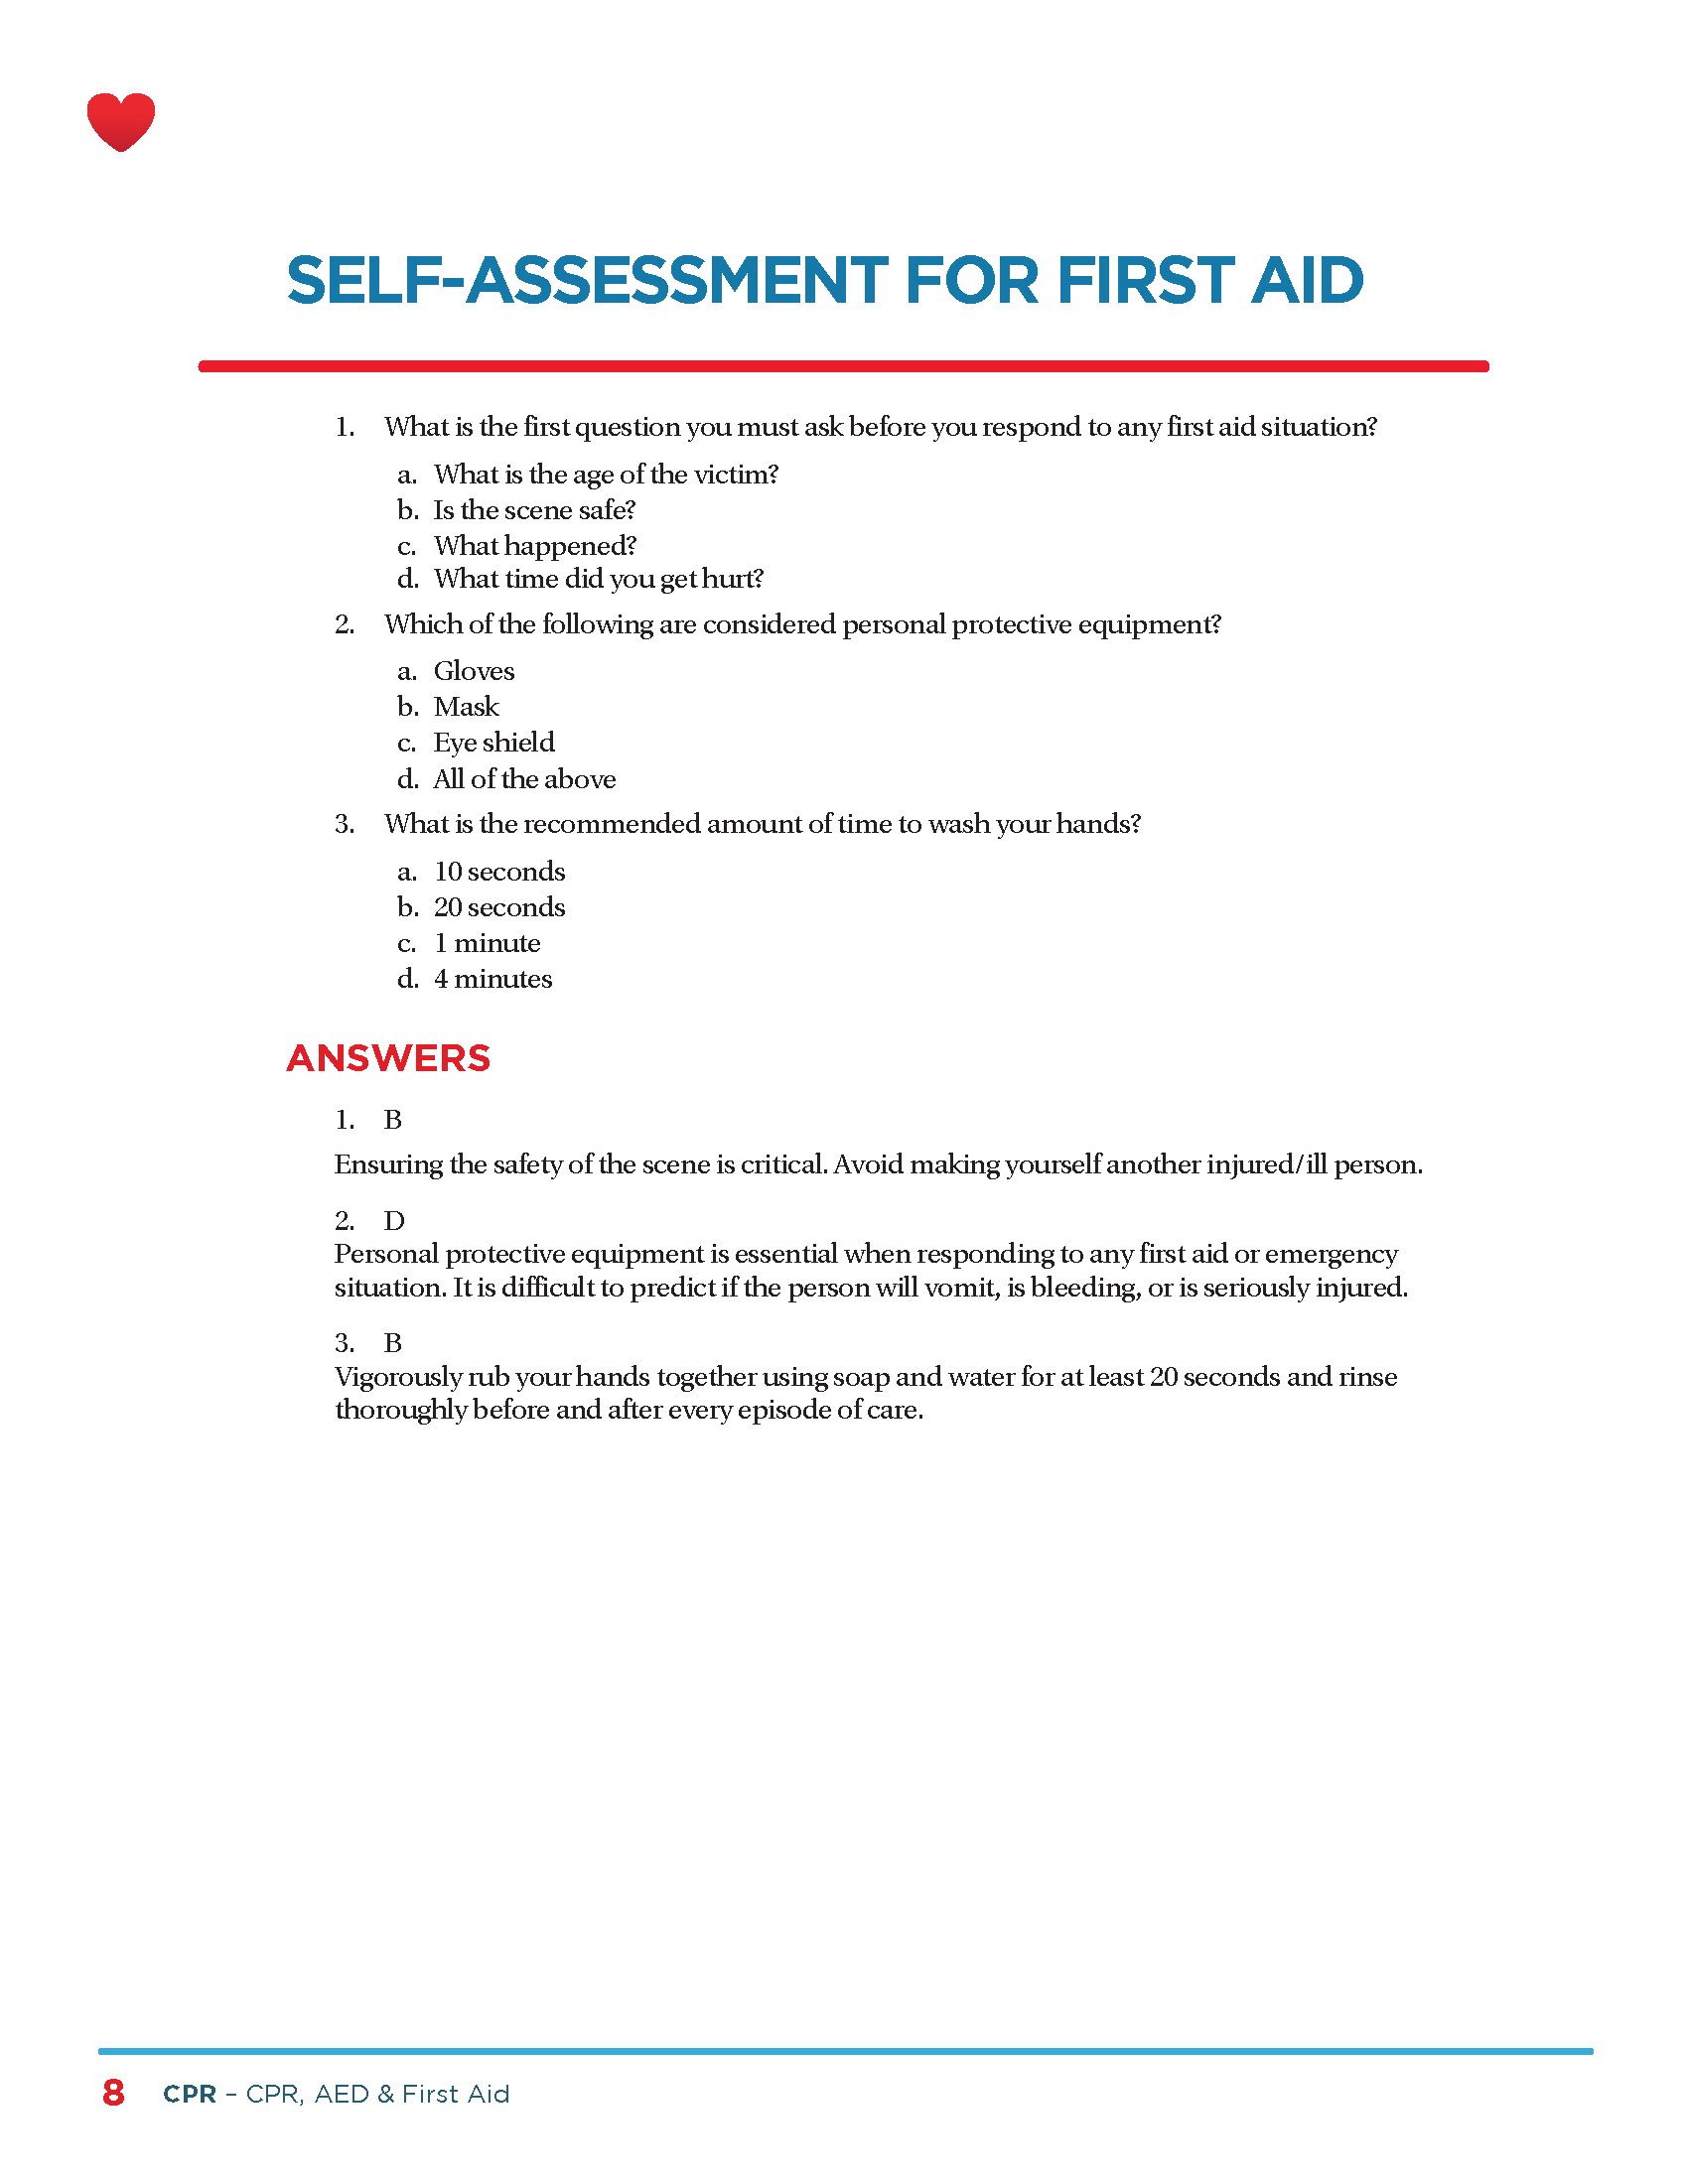 SELF-ASSESSMENT FOR FIRST AID
1. What is the first question you must ask before you respond to any first aid situation?
a. What is the age of the victim?
b. Is the scene safe?
c. What happened?
d. What time did you get hurt?
2. Which of the following are considered personal protective equipment?
a. Gloves
b. Mask
c. Eye shield
d. All of the above
3. What is the recommended amount of time to wash your hands?
a. 10 seconds
b. 20 seconds
c. 1 minute
d. 4 minutes
ANSWERS
1. B
Ensuring the safety of the scene is critical. Avoid making yourself another injured/ill person.
2. D
Personal protective equipment is essential when responding to any first aid or emergency
situation. It is difficult to predict if the person will vomit, is bleeding, or is seriously injured.
3. B
Vigorously rub your hands together using soap and water for at least 20 seconds and rinse
thoroughly before and after every episode of care.
8 CPR – CPR, AED & First Aid